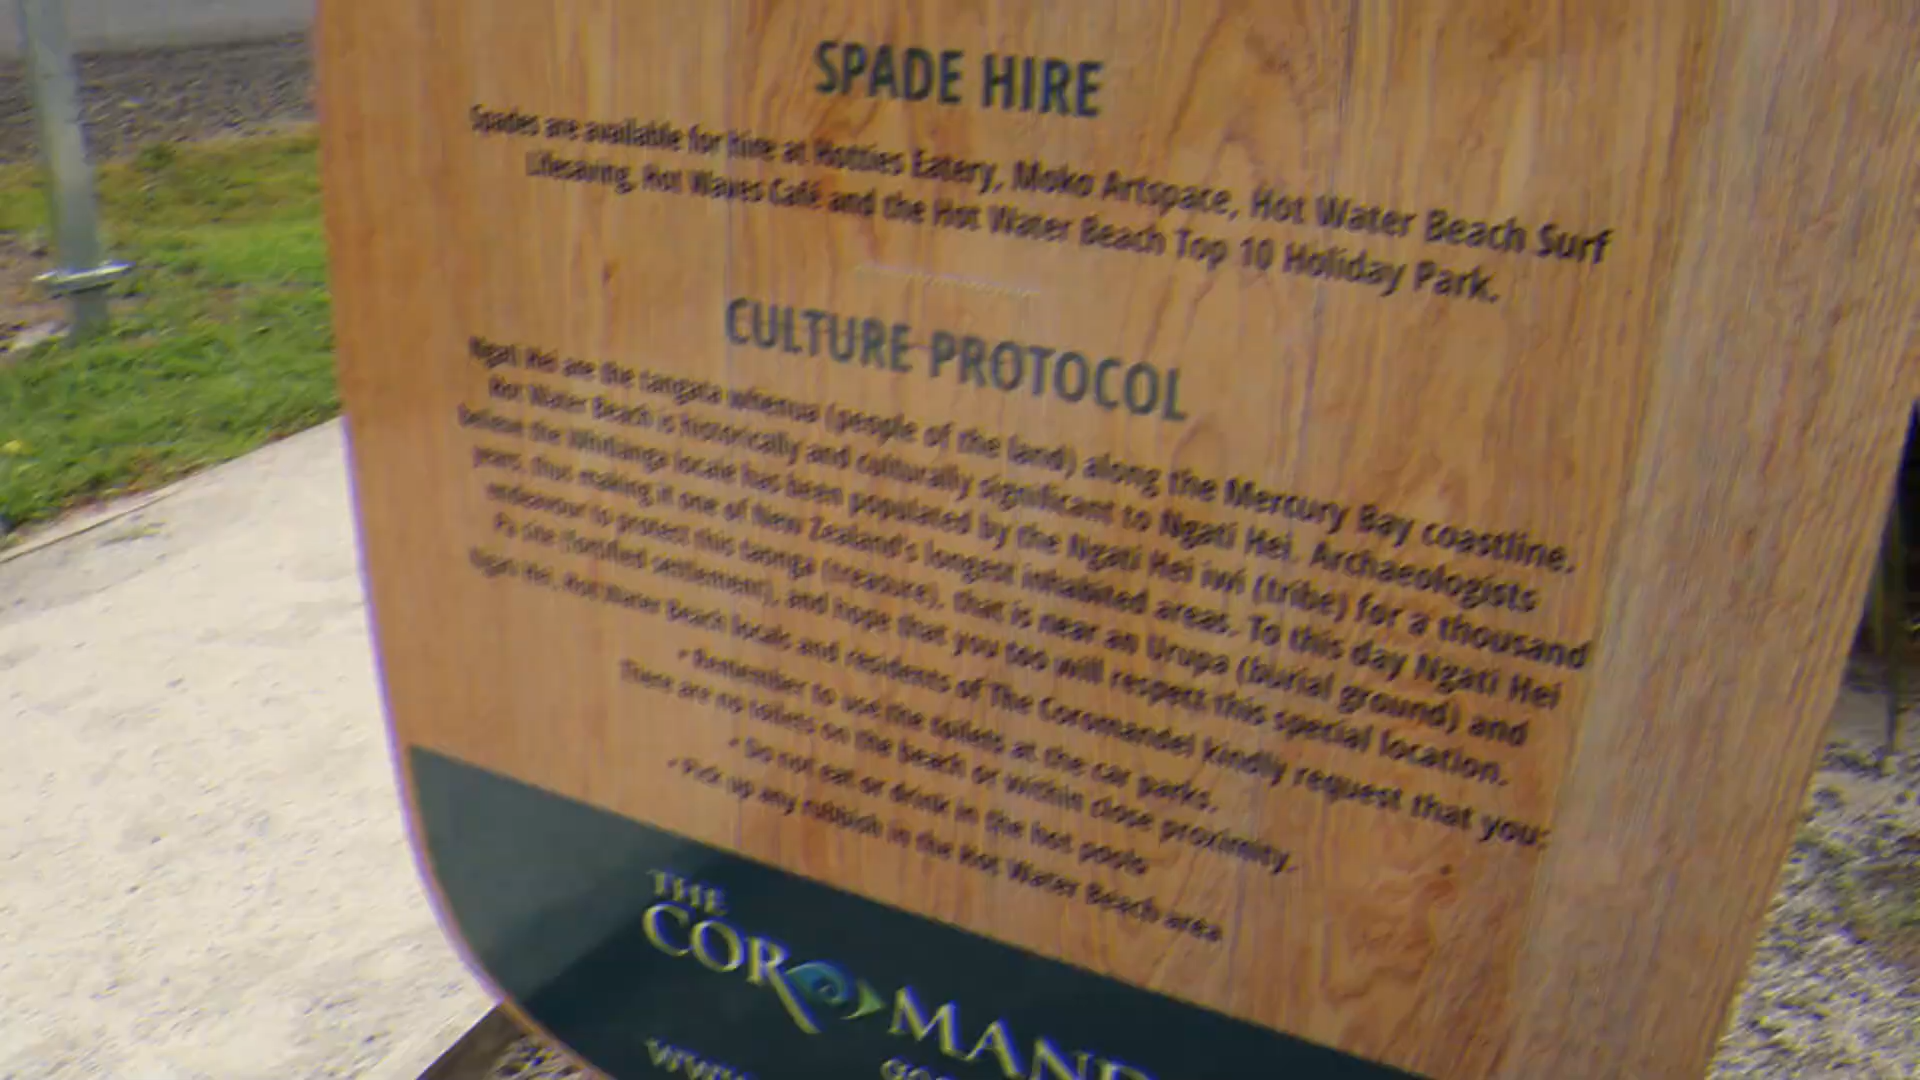 SPADE HIRE
Spades are available for hire at Hotties Eatery, Moko Artspace, Hot Water Beach Surf
Lifesaving, Hot Waves Café and the Hot Water Beach Top 10 Holiday Park.
CULTURE PROTOCOL
Ngati Hei are the tangata whenua (people of the land) along the Mercury Bay coastline.
Hot Water Beach is historically and culturally significant to Ngati Hei. Archaeologists
believe the Whitianga locale has been populated by the Ngati Hei iwi (tribe) for a thousand
years, thus making it one of New Zealand's longest inhabited areas. To this day Ngati Hei
endeavour to protect this taonga (treasure), that is near an Urupa (burial ground) and
Pa site (fortified settlement), and hope that you too will respect this special location.
Ngati Hei, Hot Water Beach locals and residents of The Coromandel kindly request that you:
• Remember to use the toilets at the car parks.
There are no toilets on the beach or within close proximity.
• Do not eat or drink in the hot pools
• Pick up any rubbish in the Hot Water Beach area
THE
COROMAND
www